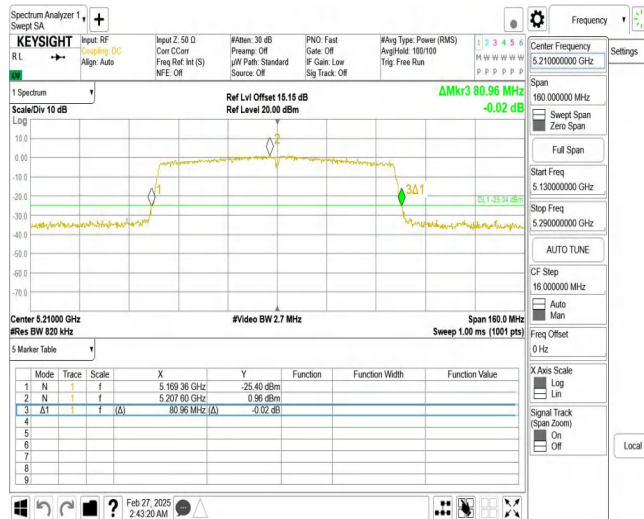 Spectrum Analyzer 1
Swept SA
+
Frequency
KEYSIGHT
RL
Input: RF
Coupling: DC
Align: Auto
Input Z: 50 Ω
Corr CCorr
Freq Ref: Int (S)
NFE: Off
#Atten: 30 dB
Preamp: Off
µW Path: Standard
Source: Off
PNO: Fast
Gate: Off
IF Gain: Low
Sig Track: Off
#Avg Type: Power (RMS)
Avg|Hold: 100/100
Trig: Free Run
1 2 3 4 5 6
M W W W W W
P P P P P P
1 Spectrum
Scale/Div 10 dB
Ref Lvl Offset 15.15 dB
Ref Level 20.00 dBm
ΔMkr3 80.96 MHz
-0.02 dB
Log
10.0
0.00
-10.0
-20.0
-30.0
-40.0
-50.0
-60.0
-70.0
1
2
3Δ1
DL1 -25.04 dBm
Center 5.21000 GHz
#Res BW 820 kHz
#Video BW 2.7 MHz
Span 160.0 MHz
Sweep 1.00 ms (1001 pts)
5 Marker Table
Mode Trace Scale X Y Function Function Width Function Value
1 N 1 f 5.169 36 GHz -25.40 dBm
2 N 1 f 5.207 60 GHz 0.96 dBm
3 Δ1 1 f (Δ) 80.96 MHz (Δ) -0.02 dB
4
5
6
7
8
9
?
Feb 27, 2025
2:43:20 AM
Center Frequency
5.210000000 GHz
Settings
Span
160.000000 MHz
Swept Span
Zero Span
Full Span
Start Freq
5.130000000 GHz
Stop Freq
5.290000000 GHz
AUTO TUNE
CF Step
16.000000 MHz
Auto
Man
Freq Offset
0 Hz
X Axis Scale
Log
Lin
Signal Track
(Span Zoom)
On
Off
Local